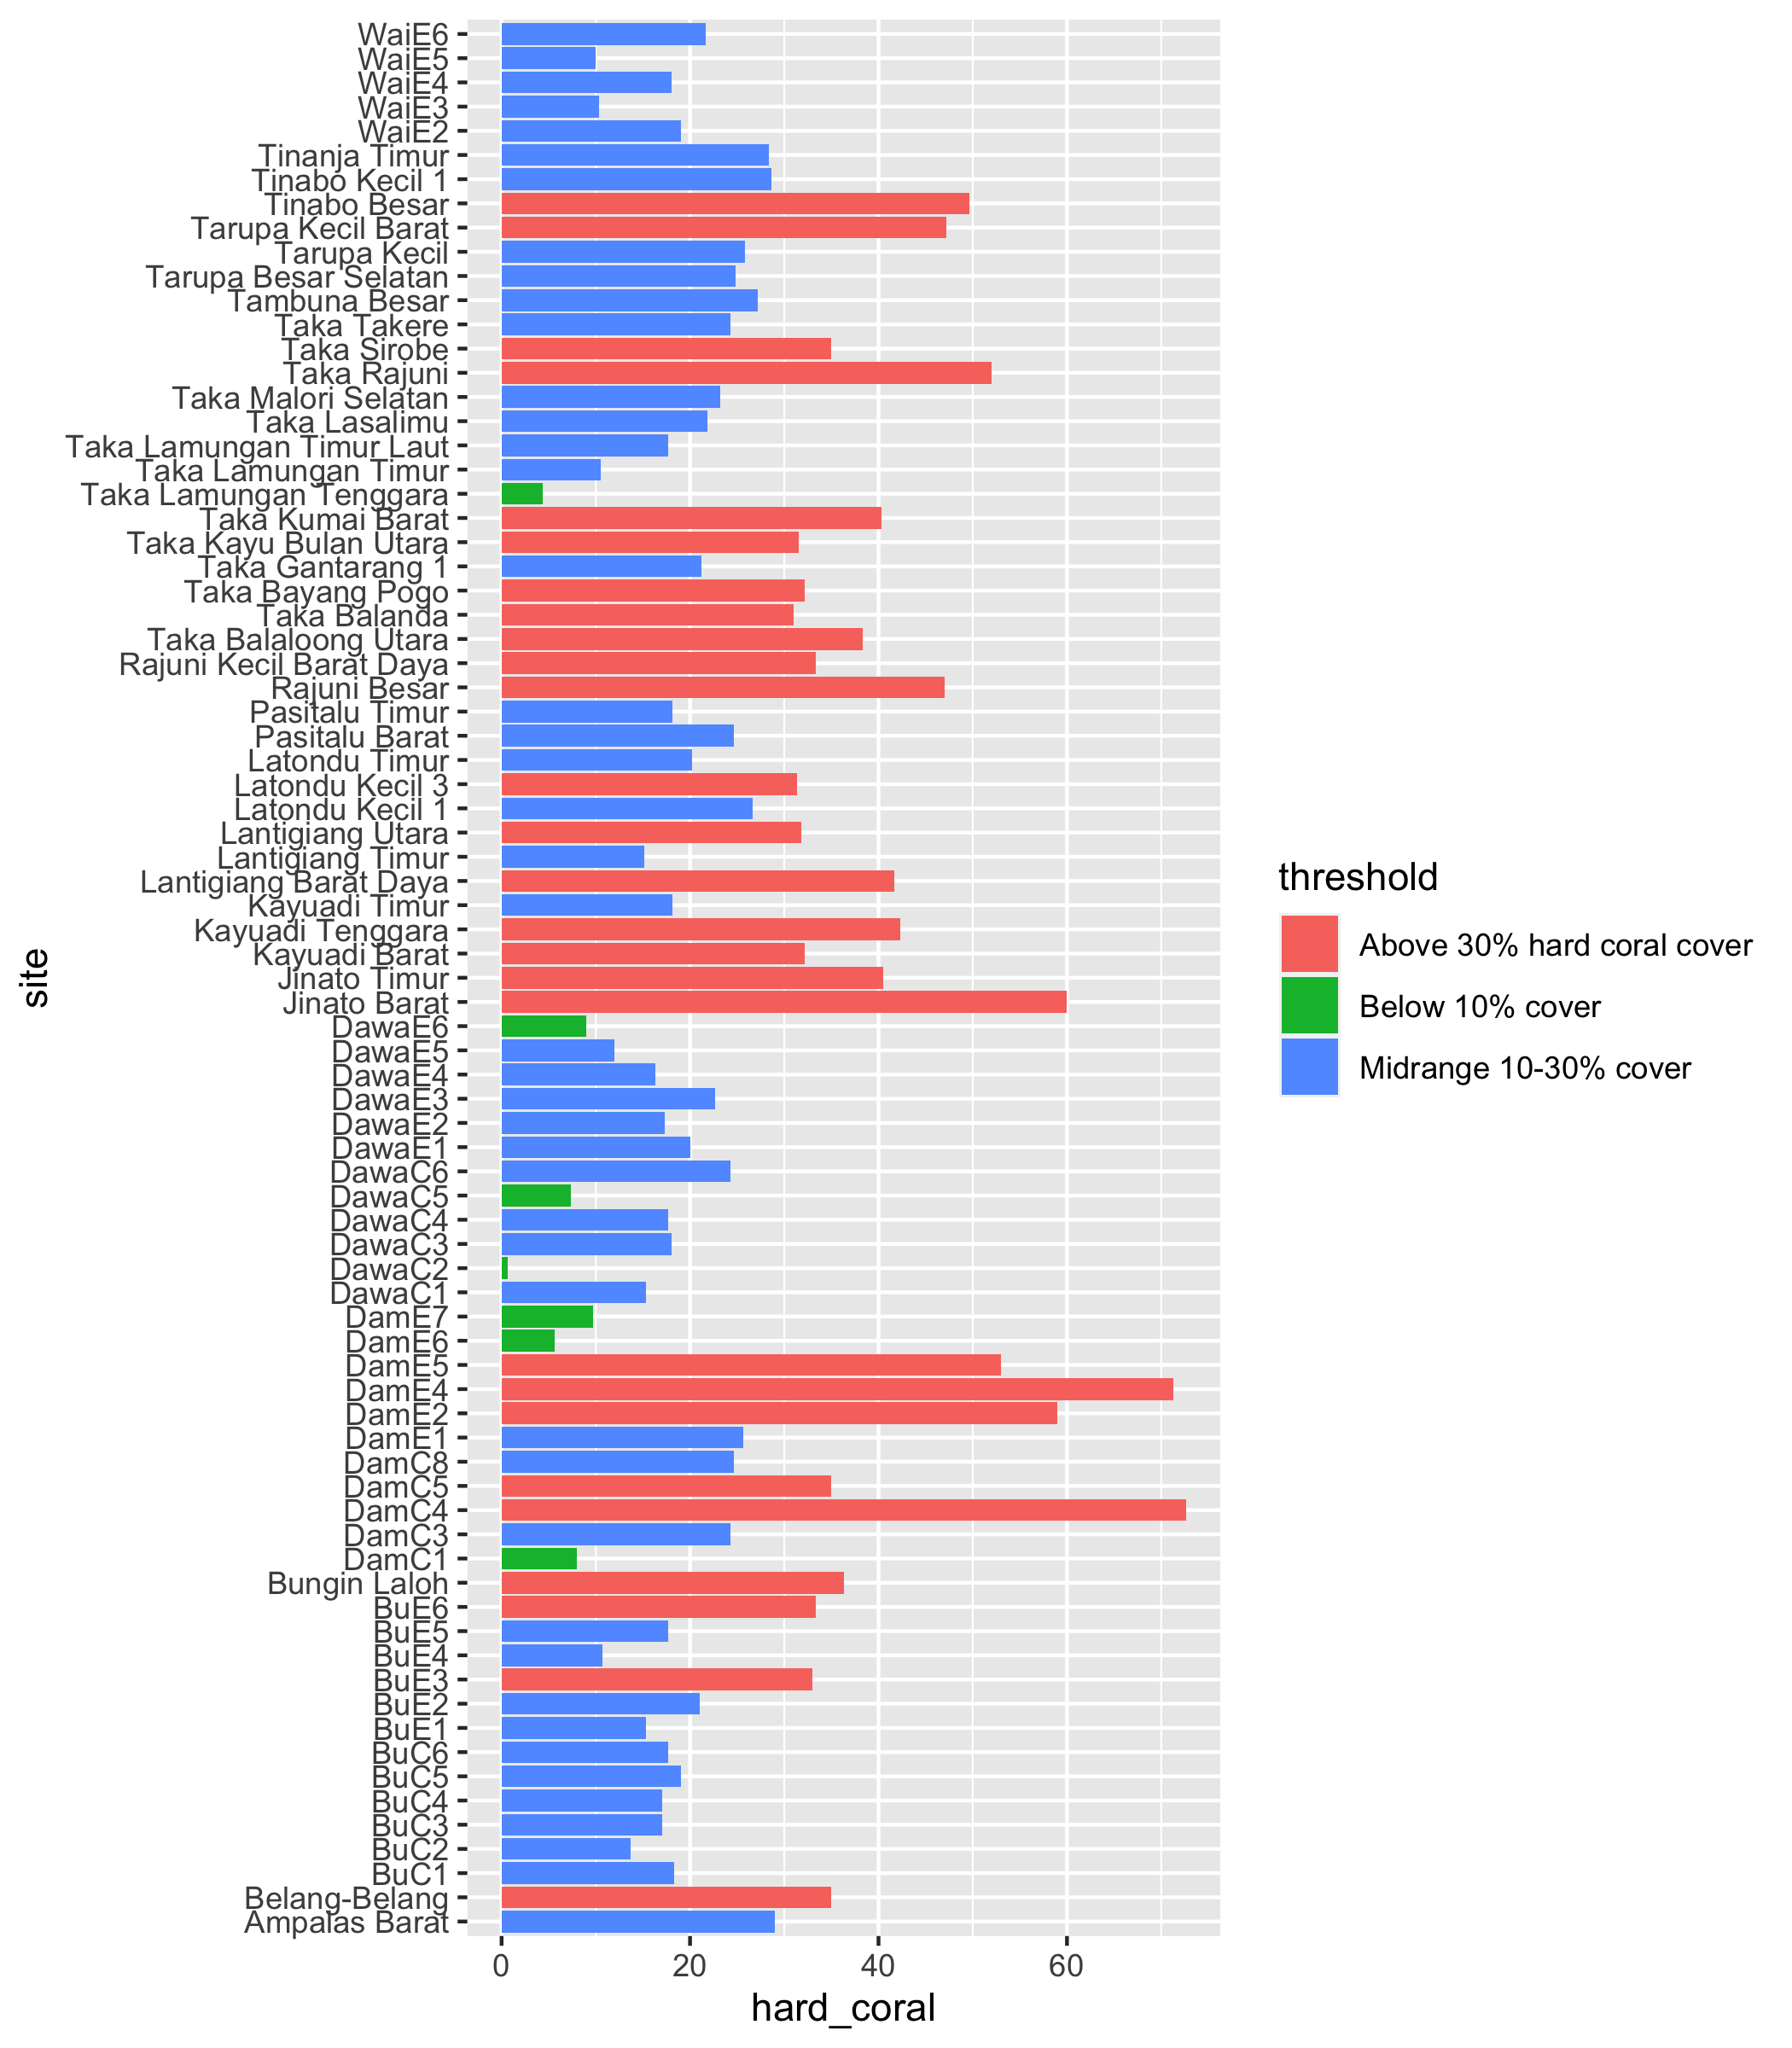 WaiE6
WaiE5
WaiE4
WaiE3
WaiE2
Tinanja Timur
Tinabo Kecil 1
Tinabo Besar
Tarupa Kecil Barat
Tarupa Kecil
Tarupa Besar Selatan
Tambuna Besar
Taka Takere
Taka Sirobe
Taka Rajuni
Taka Malori Selatan
Taka Lasalimu
Taka Lamungan Timur Laut
Taka Lamungan Timur
Taka Lamungan Tenggara
Taka Kumai Barat
Taka Kayu Bulan Utara
Taka Gantarang 1
Taka Bayang Pogo
Taka Balanda
Taka Balaloong Utara
Rajuni Kecil Barat Daya
Rajuni Besar
Pasitalu Timur
Pasitalu Barat
Latondu Timur
Latondu Kecil 3
Latondu Kecil 1
Lantigiang Utara
Lantigiang Timur
Lantigiang Barat Daya
Kayuadi Timur
Kayuadi Tenggara
Kayuadi Barat
Jinato Timur
Jinato Barat
DawaE6
DawaE5
DawaE4
DawaE3
DawaE2
DawaE1
DawaC6
DawaC5
DawaC4
DawaC3
DawaC2
DawaC1
DamE7
DamE6
DamE5
DamE4
DamE2
DamE1
DamC8
DamC5
DamC4
DamC3
DamC1
Bungin Laloh
BuE6
BuE5
BuE4
BuE3
BuE2
BuE1
BuC6
BuC5
BuC4
BuC3
BuC2
BuC1
Belang-Belang
Ampalas Barat
site
0 20 40 60
hard_coral
threshold
Above 30% hard coral cover
Below 10% cover
Midrange 10-30% cover